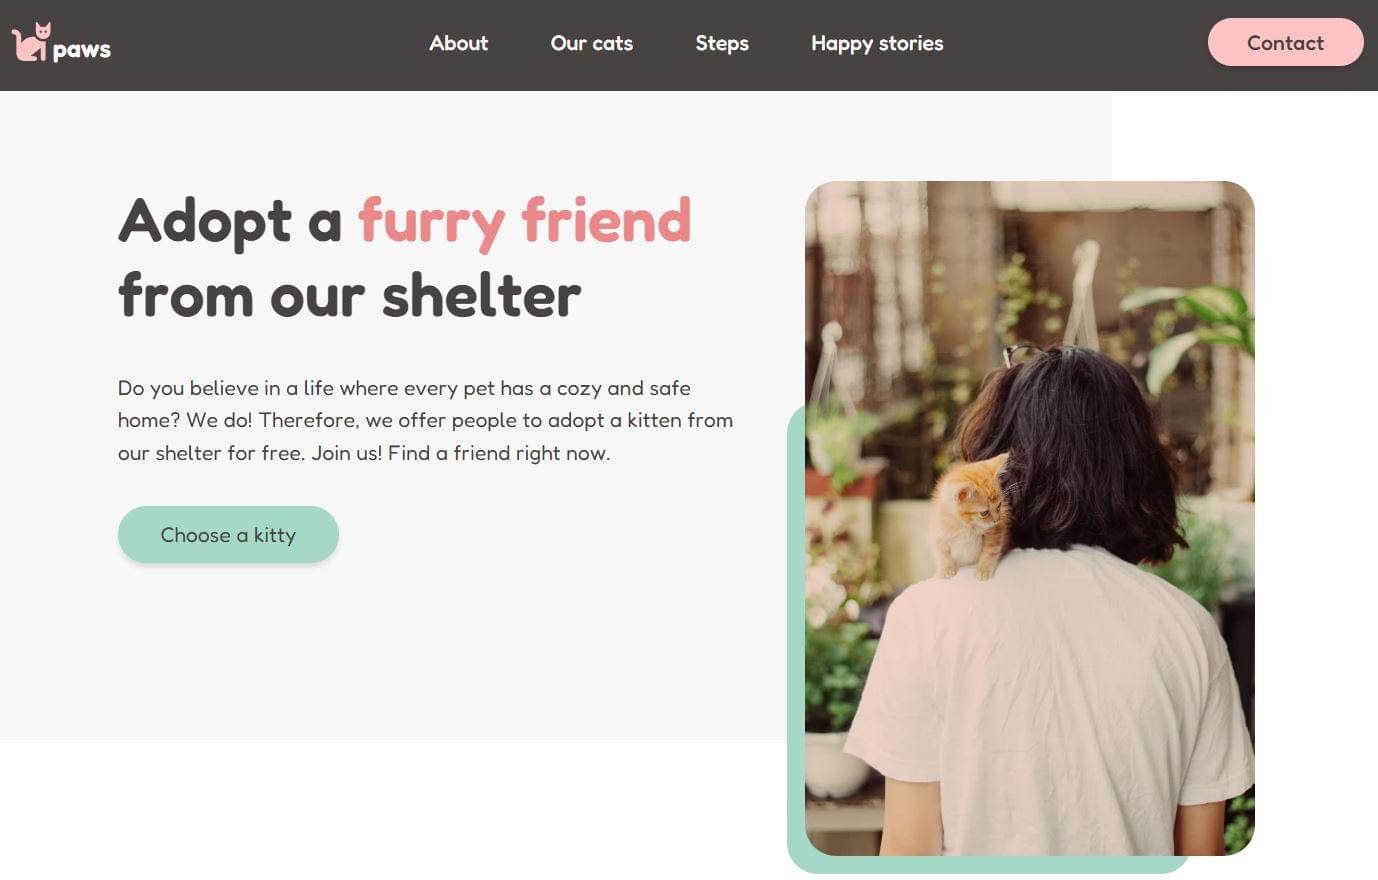 paws
About
Our cats
Steps
Happy stories
Contact
Adopt a furry friend
from our shelter
Do you believe in a life where every pet has a cozy and safe
home? We do! Therefore, we offer people to adopt a kitten from
our shelter for free. Join us! Find a friend right now.
Choose a kitty